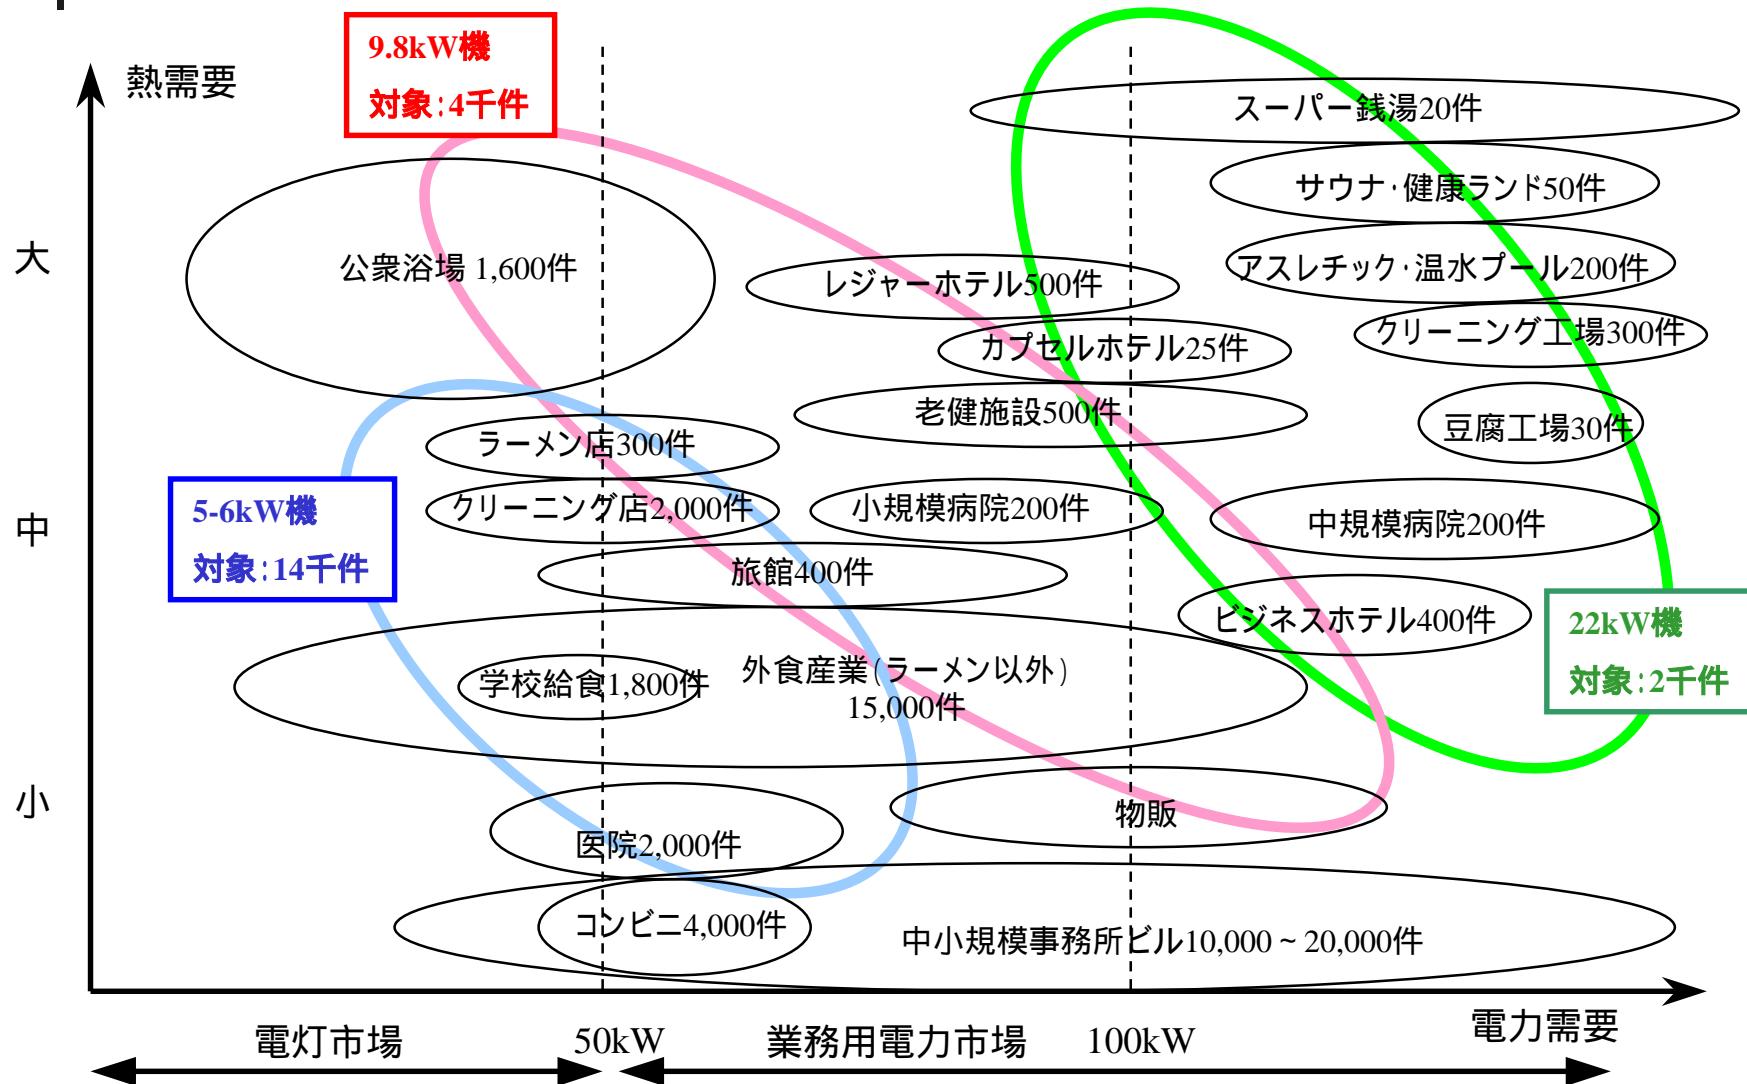 9.8kW機
対象：4千件
熱需要
スーパー銭湯20件
サウナ・健康ランド50件
大
公衆浴場 1,600件
レジャーホテル500件
アスレチック・温水プール200件
カプセルホテル25件
クリーニング工場300件
老健施設500件
豆腐工場30件
ラーメン店300件
5-6kW機
対象：14千件
中
クリーニング店2,000件
小規模病院200件
中規模病院200件
旅館400件
ビジネスホテル400件
22kW機
対象：2千件
学校給食1,800件
外食産業（ラーメン以外）
15,000件
小
物販
医院2,000件
コンビニ4,000件
中小規模事務所ビル10,000～20,000件
電灯市場
50kW
業務用電力市場
100kW
電力需要